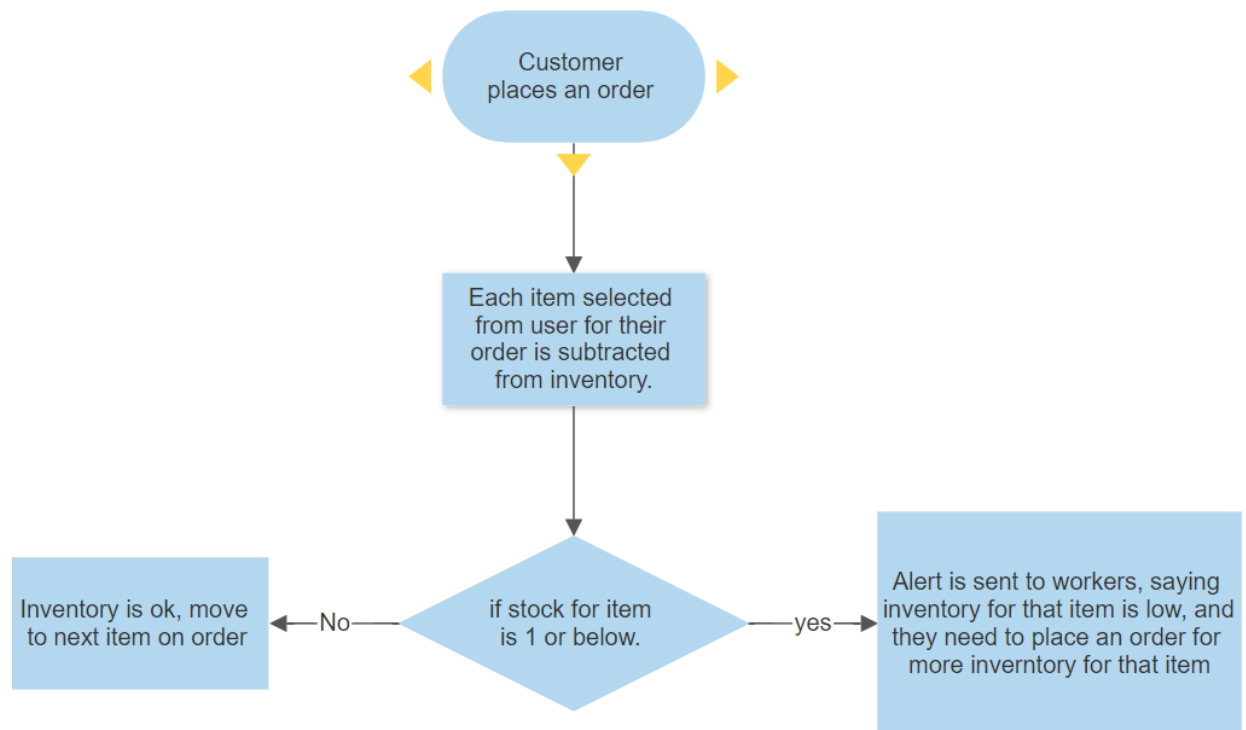 Customer
places an order
Each item selected
from user for their
order is subtracted
from inventory.
if stock for item
is 1 or below.
No
Inventory is ok, move
to next item on order
yes
Alert is sent to workers, saying
inventory for that item is low, and
they need to place an order for
more inverntory for that item